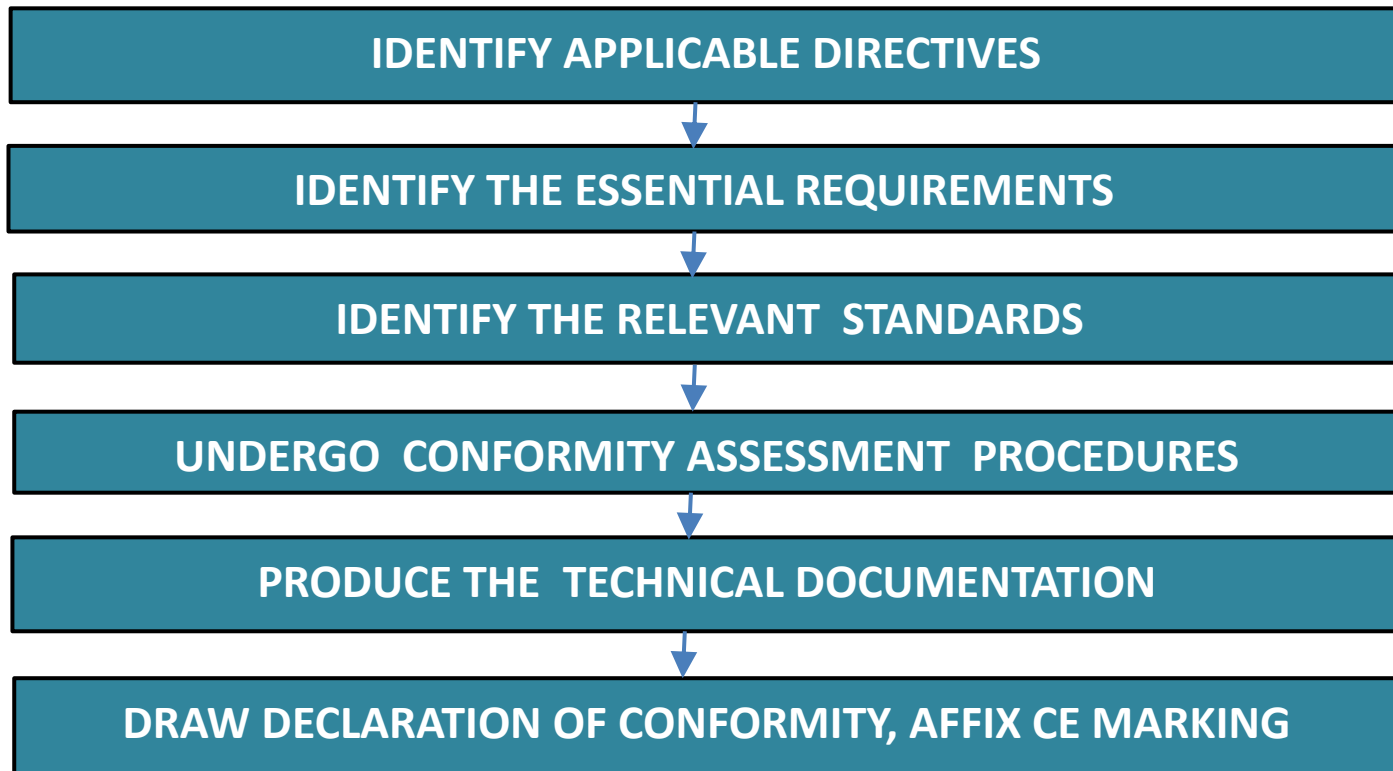 IDENTIFY APPLICABLE DIRECTIVES
IDENTIFY THE ESSENTIAL REQUIREMENTS
IDENTIFY THE RELEVANT  STANDARDS
UNDERGO  CONFORMITY ASSESSMENT  PROCEDURES
PRODUCE THE  TECHNICAL DOCUMENTATION
DRAW DECLARATION OF CONFORMITY, AFFIX CE MARKING